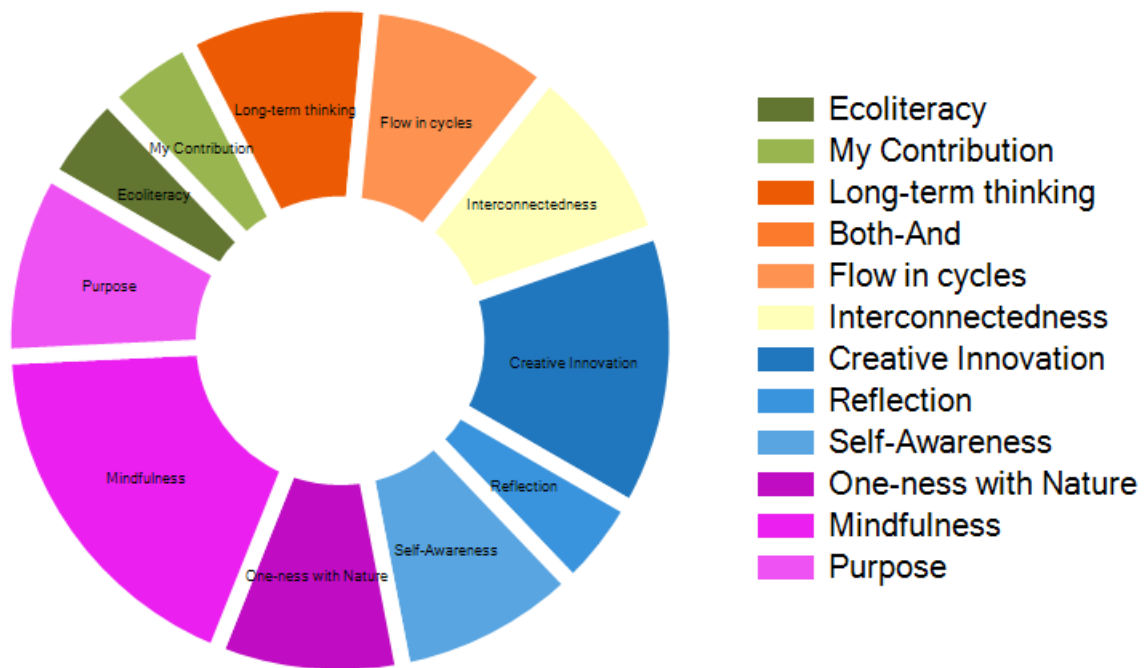 Long-term thinking
Flow in cycles
My Contribution
Ecoliteracy
Interconnectedness
Purpose
Creative Innovation
Mindfulness
Reflection
Self-Awareness
One-ness with Nature
Ecoliteracy
My Contribution
Long-term thinking
Both-And
Flow in cycles
Interconnectedness
Creative Innovation
Reflection
Self-Awareness
One-ness with Nature
Mindfulness
Purpose